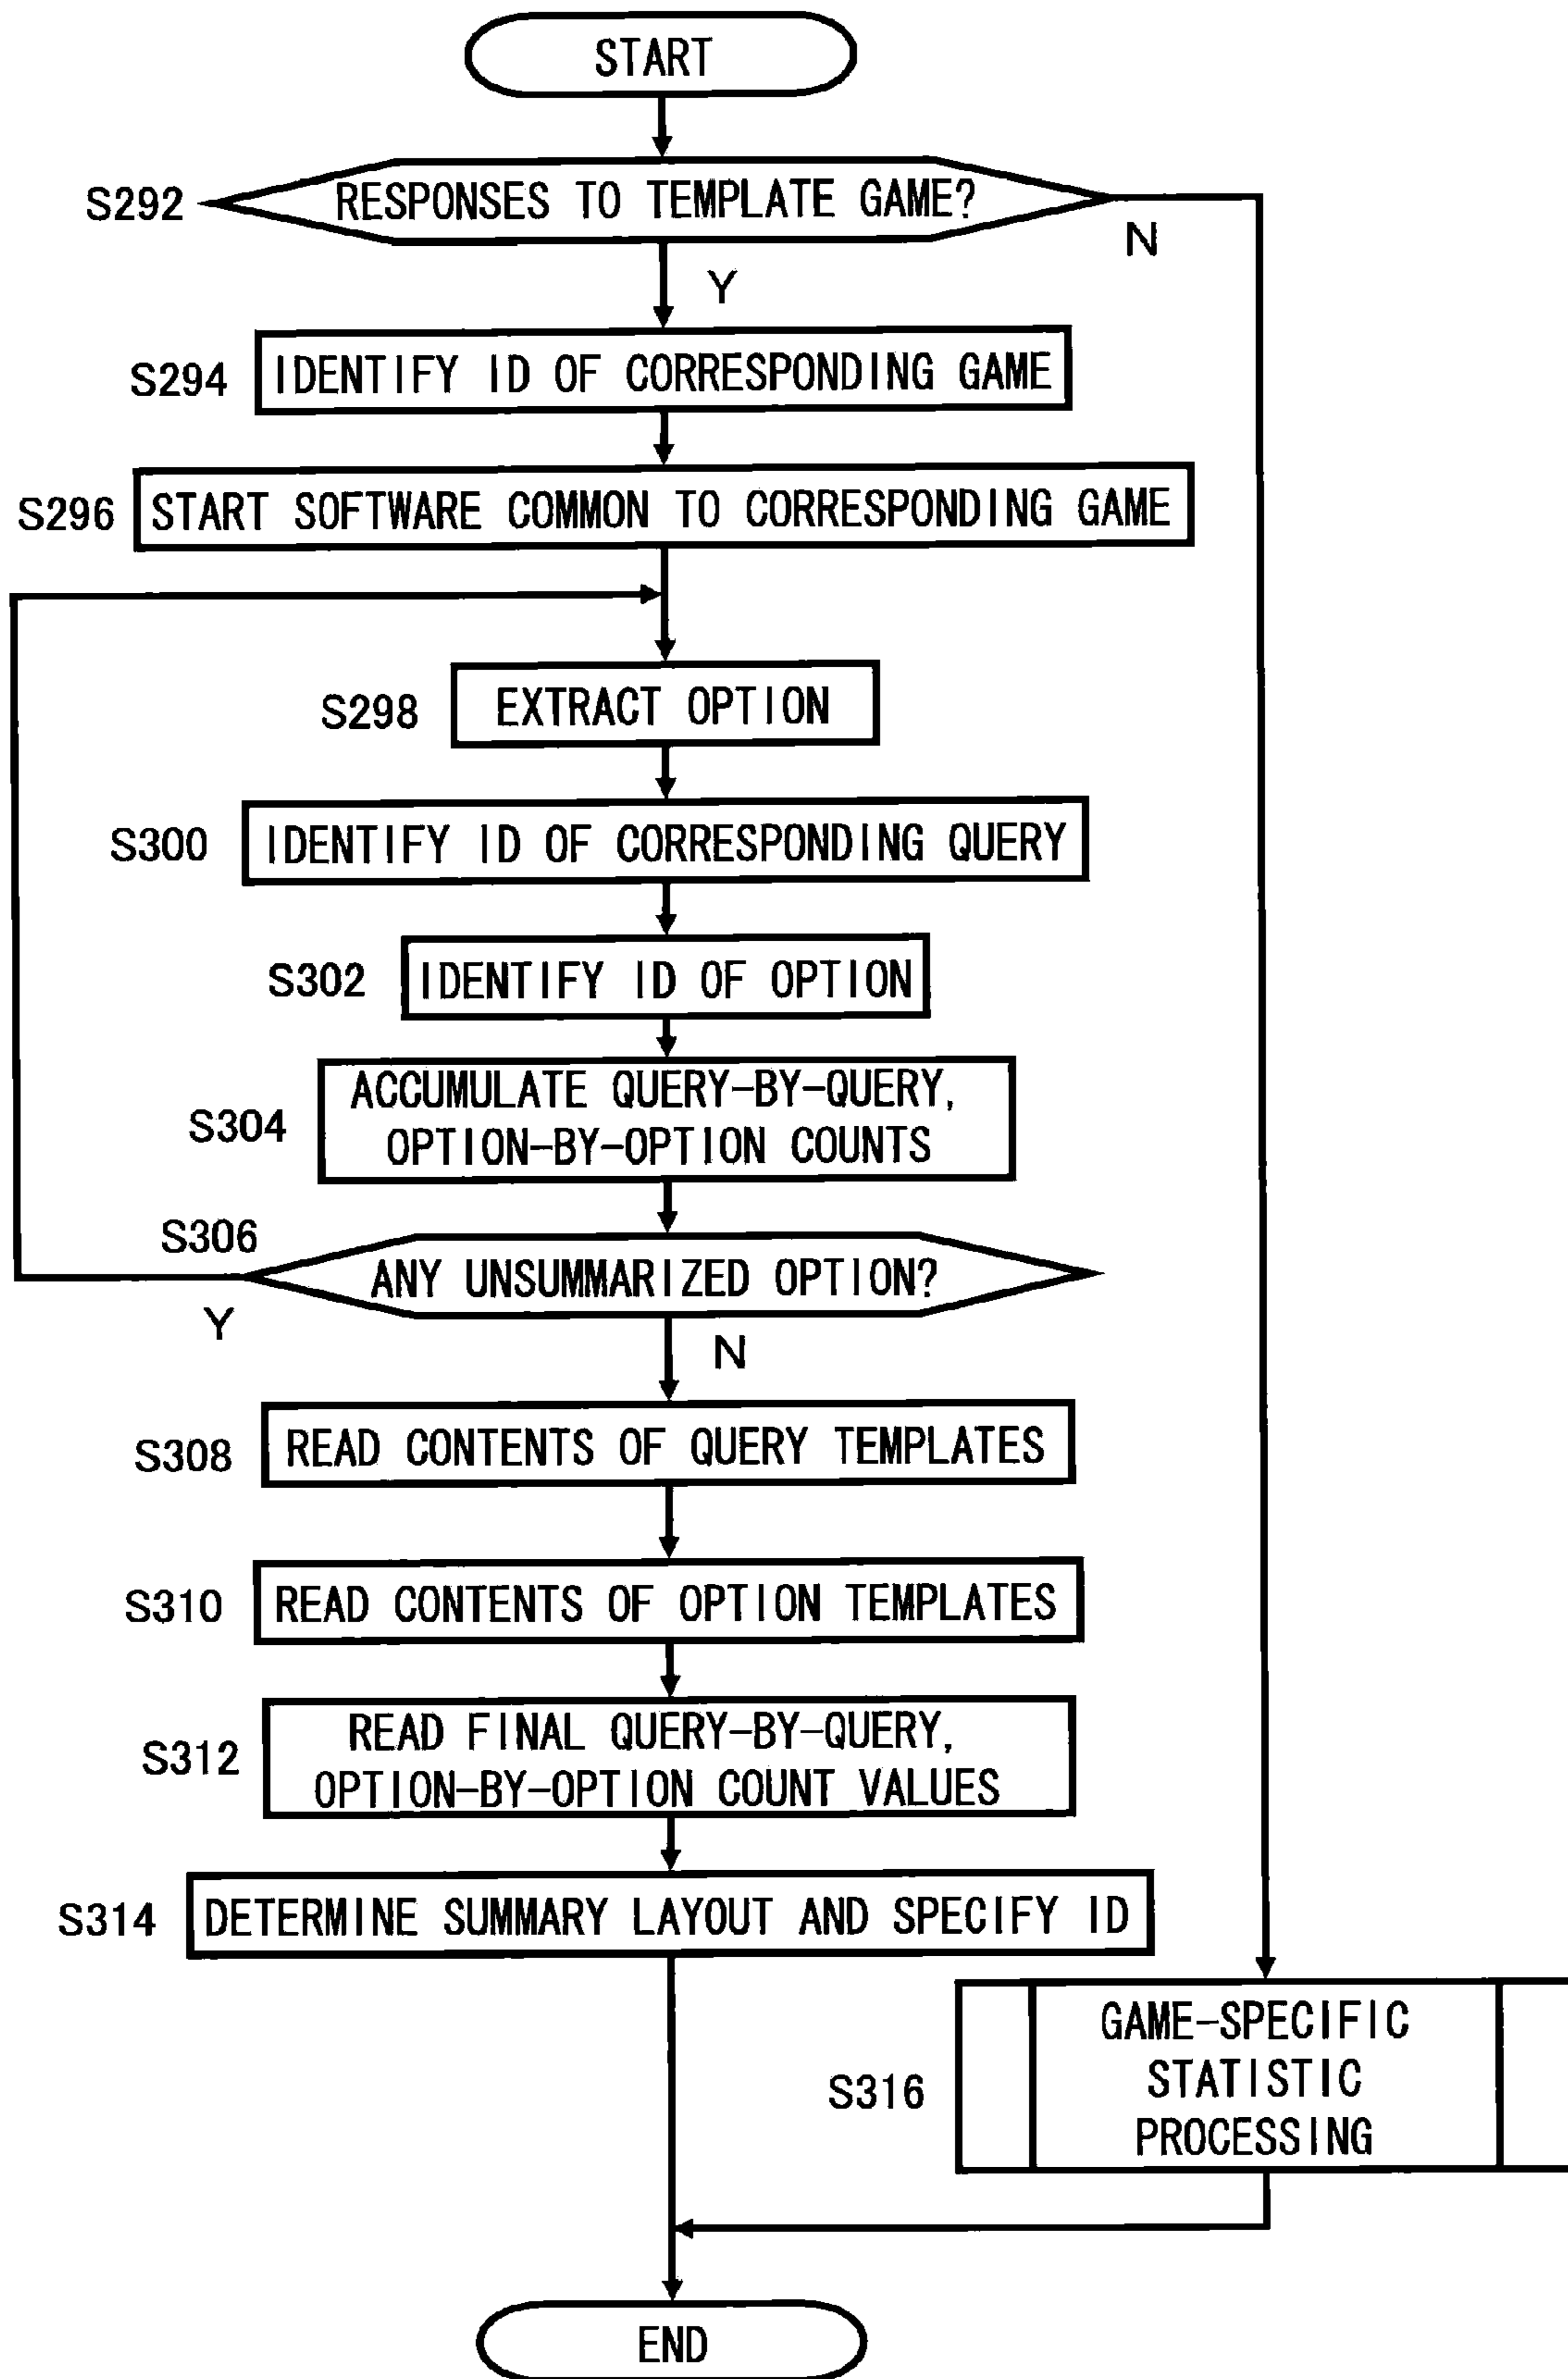 START
S292
RESPONSES TO TEMPLATE GAME?
N
Y
S294
IDENTIFY ID OF CORRESPONDING GAME
S296
START SOFTWARE COMMON TO CORRESPONDING GAME
S298
EXTRACT OPTION
S300
IDENTIFY ID OF CORRESPONDING QUERY
S302
IDENTIFY ID OF OPTION
S304
ACCUMULATE QUERY-BY-QUERY,
OPTION-BY-OPTION COUNTS
S306
ANY UNSUMMARIZED OPTION?
Y
N
S308
READ CONTENTS OF QUERY TEMPLATES
S310
READ CONTENTS OF OPTION TEMPLATES
S312
READ FINAL QUERY-BY-QUERY,
OPTION-BY-OPTION COUNT VALUES
S314
DETERMINE SUMMARY LAYOUT AND SPECIFY ID
S316
GAME-SPECIFIC
STATISTIC
PROCESSING
END